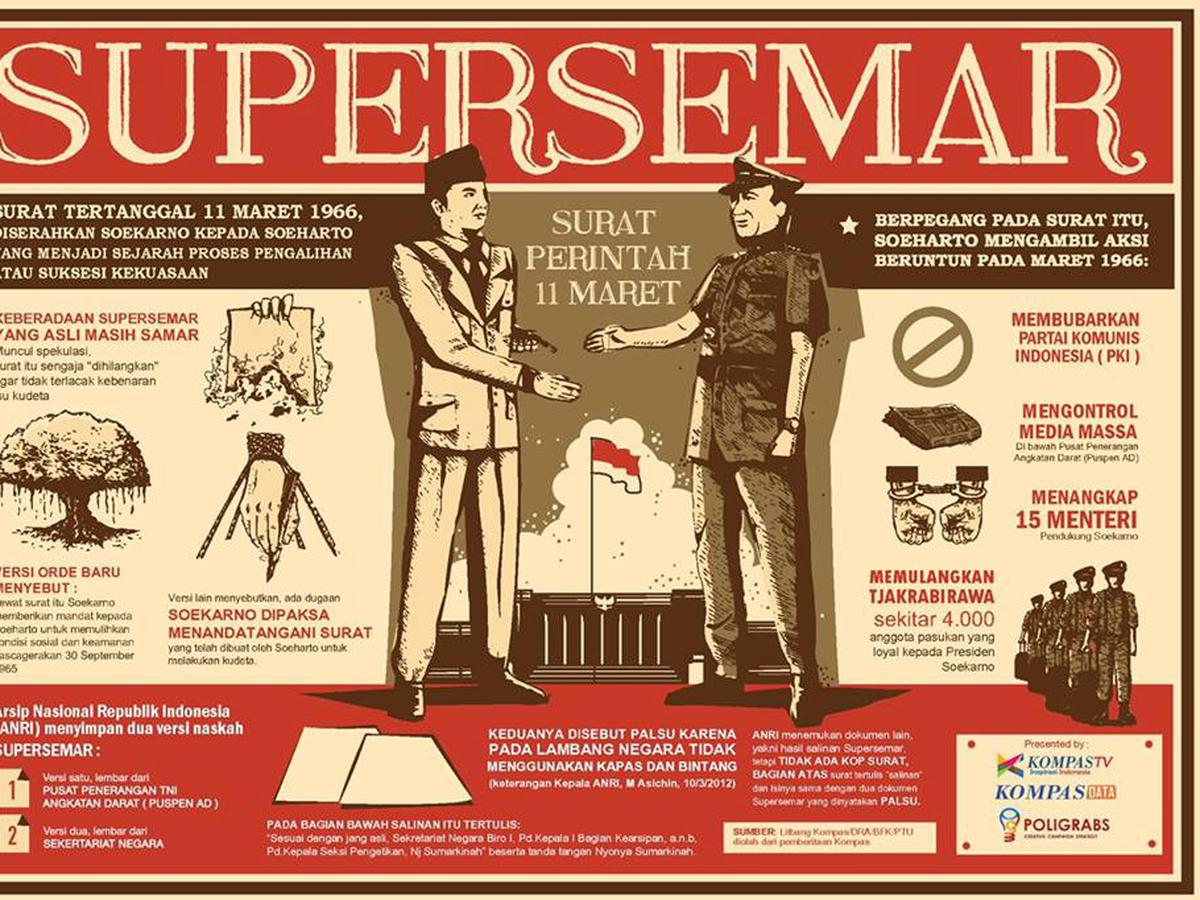 SUPERSEMAR
SURAT TERTANGGAL 11 MARET 1966,
DISERAHKAN SOEKARNO KEPADA SOEHARTO
YANG MENJADI SEJARAH PROSES PENGALIHAN
ATAU SUKSESI KEKUASAAN
SURAT
PERINTAH
11 MARET
BERPEGANG PADA SURAT ITU,
SOEHARTO MENGAMBIL AKSI
BERUNTUN PADA MARET 1966:
KEBERADAAN SUPERSEMAR
YANG ASLI MASIH SAMAR
Muncul spekulasi,
surat itu sengaja "dihilangkan"
agar tidak terlacak kebenaran
isu kudeta
VERSI ORDE BARU
MENYEBUT :
Lewat surat itu Soekarno
memberikan mandat kepada
Soeharto untuk memulihkan
kondisi sosial dan keamanan
pascagerakan 30 September
1965
Versi lain menyebutkan, ada dugaan
SOEKARNO DIPAKSA
MENANDATANGANI SURAT
yang telah dibuat oleh Soeharto untuk
melakukan kudeta.
MEMBUBARKAN
PARTAI KOMUNIS
INDONESIA ( PKI )
MENGONTROL
MEDIA MASSA
Di bawah Pusat Penerangan
Angkatan Darat (Puspen AD)
MENANGKAP
15 MENTERI
Pendukung Soekarno
MEMULANGKAN
TJAKRABIRAWA
sekitar 4.000
anggota pasukan yang
loyal kepada Presiden
Soekarno
Arsip Nasional Republik Indonesia
(ANRI) menyimpan dua versi naskah
SUPERSEMAR :
1
Versi satu, lembar dari
PUSAT PENERANGAN TNI
ANGKATAN DARAT ( PUSPEN AD )
2
Versi dua, lembar dari
SEKERTARIAT NEGARA
KEDUANYA DISEBUT PALSU KARENA
PADA LAMBANG NEGARA TIDAK
MENGGUNAKAN KAPAS DAN BINTANG
(keterangan Kepala ANRI, M Asichin, 10/3/2012)
ANRI menemukan dokumen lain,
yakni hasil salinan Supersemar,
tetapi TIDAK ADA KOP SURAT,
BAGIAN ATAS surat tertulis "salinan"
dan isinya sama dengan dua dokumen
Supersemar yang dinyatakan PALSU.
PADA BAGIAN BAWAH SALINAN ITU TERTULIS:
"Sesuai dengan jang asli, Sekretariat Negara Biro I, Pd.Kepala I Bagian Kearsipan, a.n.b,
Pd.Kepala Seksi Pengetikan, Nj Sumarkinah" beserta tanda tangan Nyonya Sumarkinah.
SUMBER: Litbang Kompas/DRA/BFK/PTU
diolah dari pemberitaan Kompas
Presented by :
KOMPASTV
Inspirasi Indonesia
KOMPAS DATA
POLIGRABS
CREATIVE CAMPAIGN STRATEGY